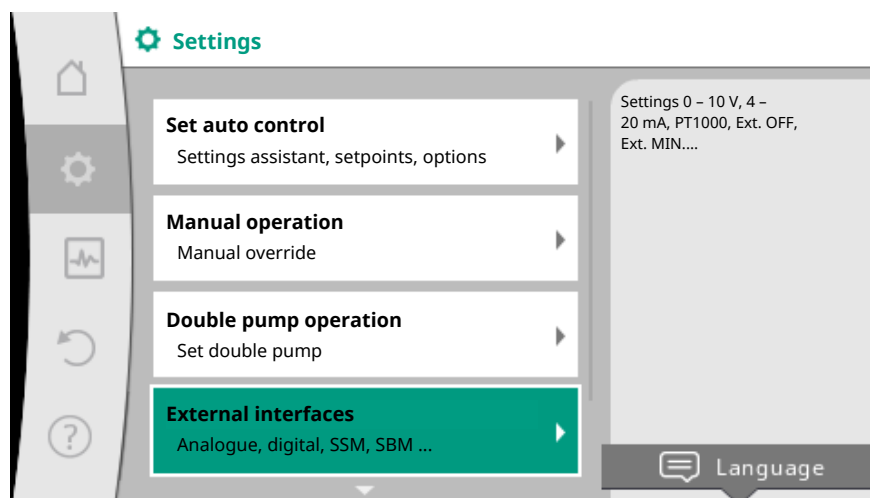 Settings
Set auto control
Settings assistant, setpoints, options
Manual operation
Manual override
Double pump operation
Set double pump
External interfaces
Analogue, digital, SSM, SBM ...
Settings 0 – 10 V, 4 –
20 mA, PT1000, Ext. OFF,
Ext. MIN....
Language